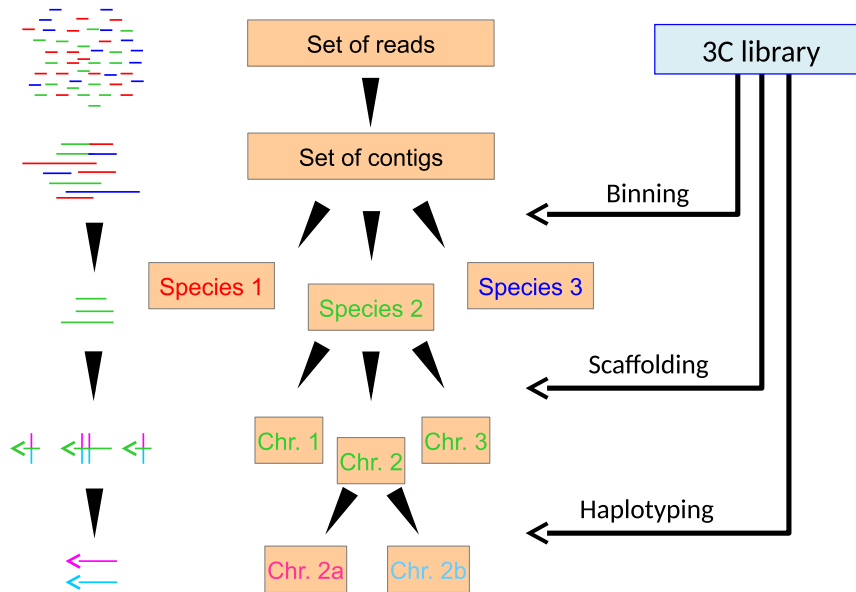 Set of reads
3C library
Set of contigs
Binning
Species 1
Species 2
Species 3
Scaffolding
Chr. 1
Chr. 2
Chr. 3
Haplotyping
Chr. 2a
Chr. 2b